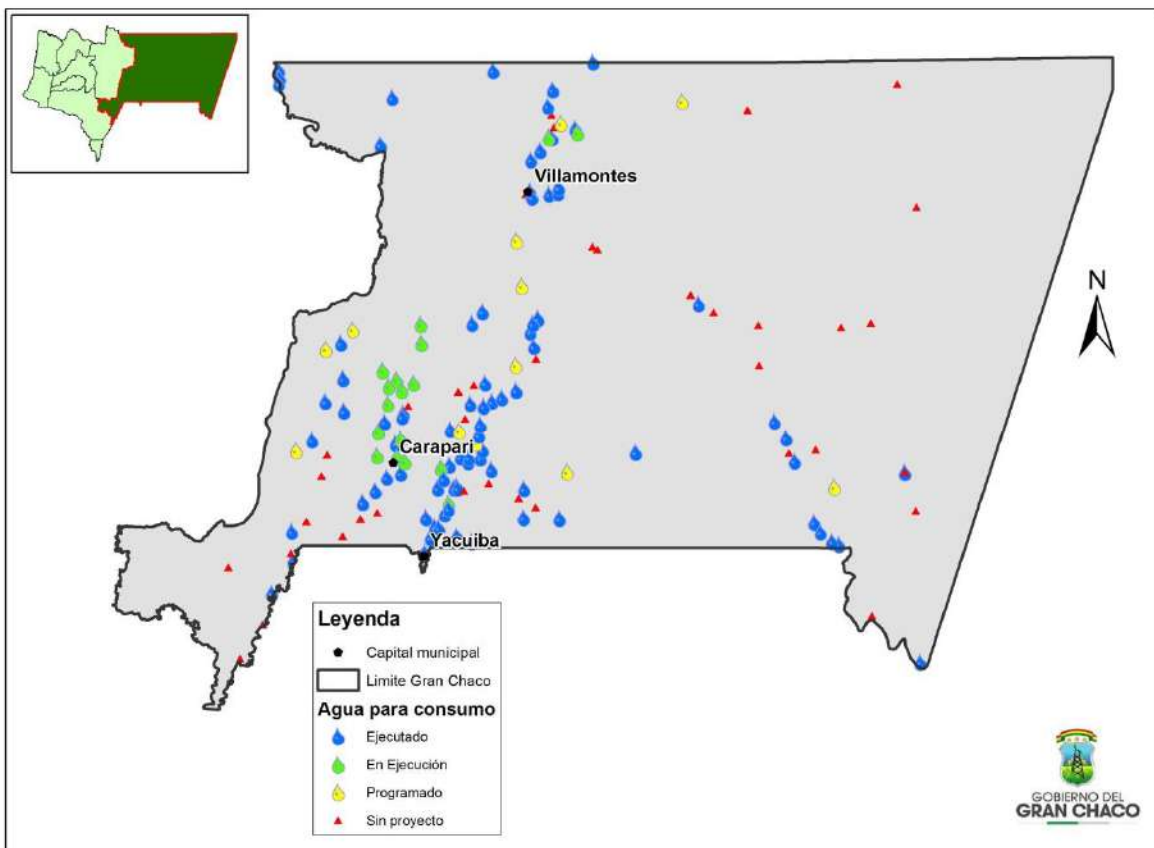 Villamontes
N
Carapari
Yacuiba
Leyenda
Capital municipal
Limite Gran Chaco
Agua para consumo
Ejecutado
En Ejecución
Programado
Sin proyecto
GOBIERNO DEL
GRAN CHACO